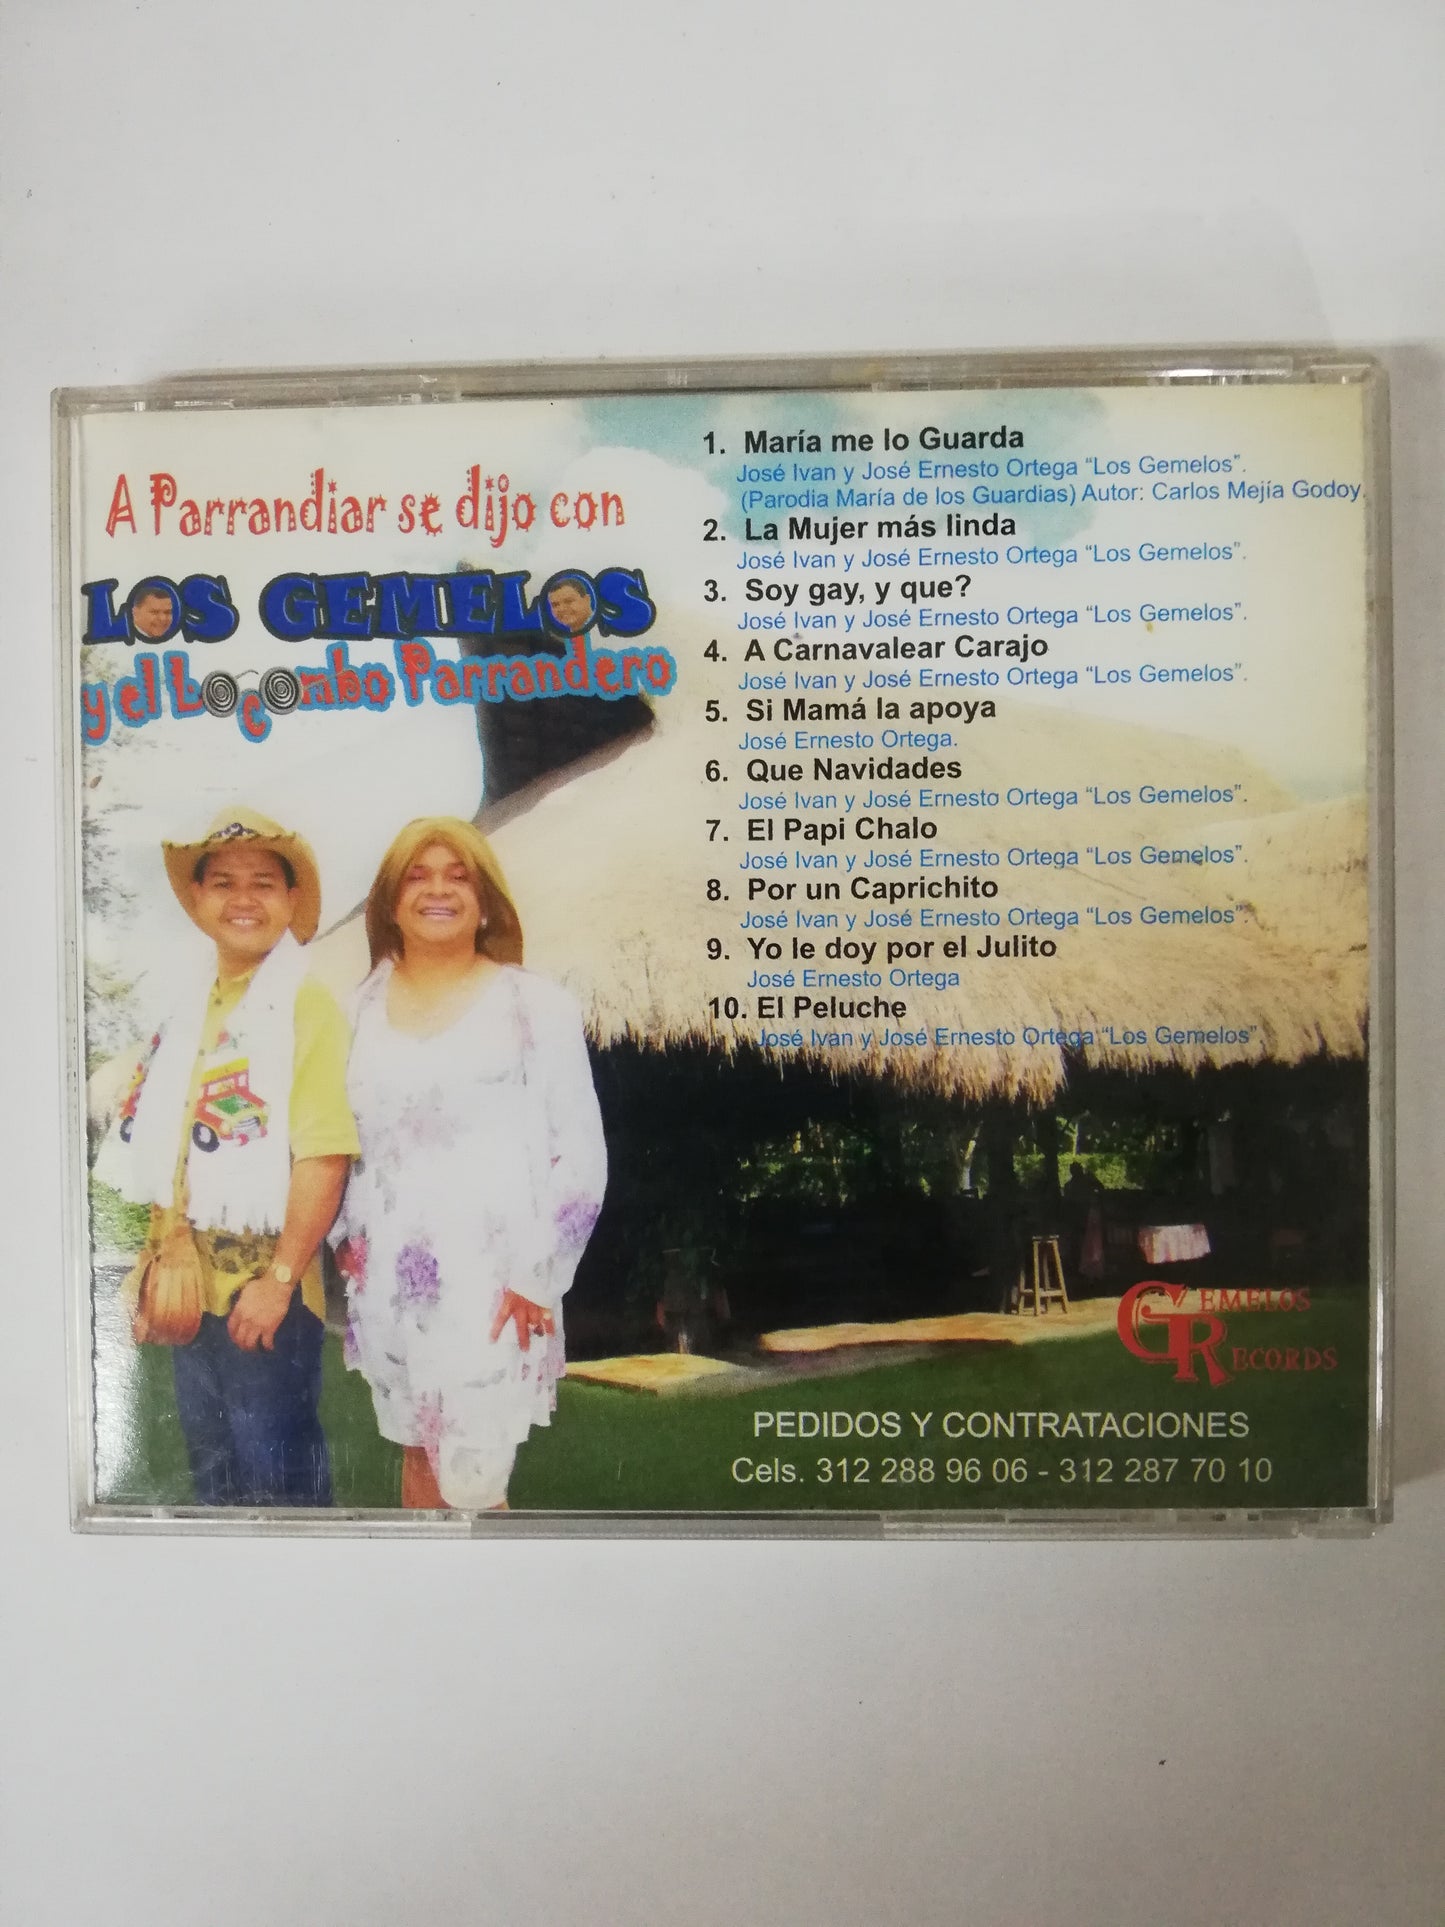 A Parrandiar se dijo con
LOS GEMELOS
y el Locombo Parrandero
1. María me lo Guarda
José Ivan y José Ernesto Ortega “Los Gemelos”.
(Parodia María de los Guardias) Autor: Carlos Mejía Godoy.
2. La Mujer más linda
José Ivan y José Ernesto Ortega “Los Gemelos”.
3. Soy gay, y que?
José Ivan y José Ernesto Ortega “Los Gemelos”.
4. A Carnavalear Carajo
José Ivan y José Ernesto Ortega “Los Gemelos”.
5. Si Mamá la apoya
José Ernesto Ortega.
6. Que Navidades
José Ivan y José Ernesto Ortega “Los Gemelos”.
7. El Papi Chalo
José Ivan y José Ernesto Ortega “Los Gemelos”.
8. Por un Caprichito
José Ivan y José Ernesto Ortega “Los Gemelos”.
9. Yo le doy por el Julito
José Ernesto Ortega
10. El Peluche
José Ivan y José Ernesto Ortega “Los Gemelos”.
GEMELOS
RECORDS
PEDIDOS Y CONTRATACIONES
Cels. 312 288 96 06 - 312 287 70 10